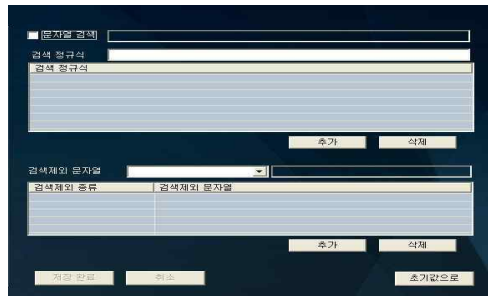 문자열 검색
검색 정규식
검색 정규식
추가 삭제
검색제외 문자열
검색제외 종류 검색제외 문자열
추가 삭제
저장 완료 취소 초기값으로